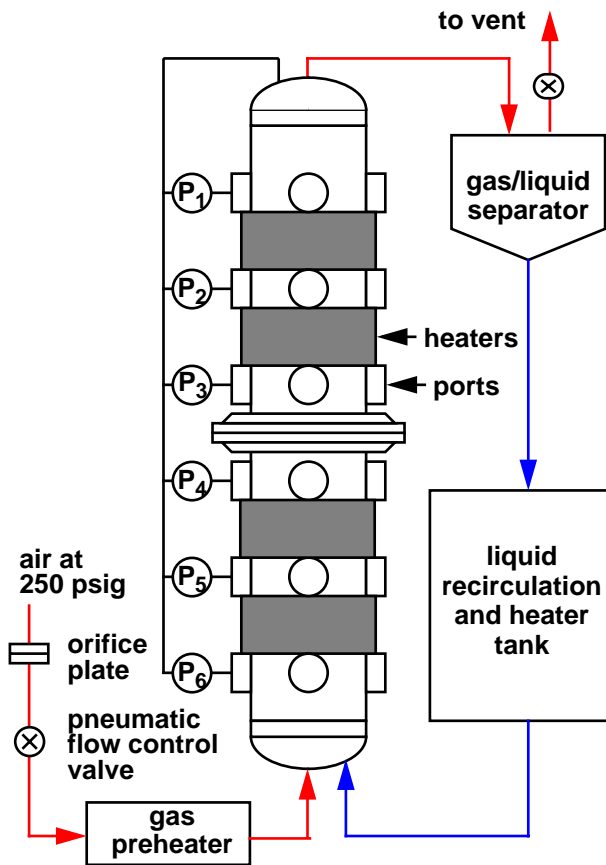 to vent
gas/liquid
separator
P1
P2
heaters
P3
ports
P4
air at
250 psig
P5
liquid
recirculation
and heater
tank
orifice
plate
P6
pneumatic
flow control
valve
gas
preheater